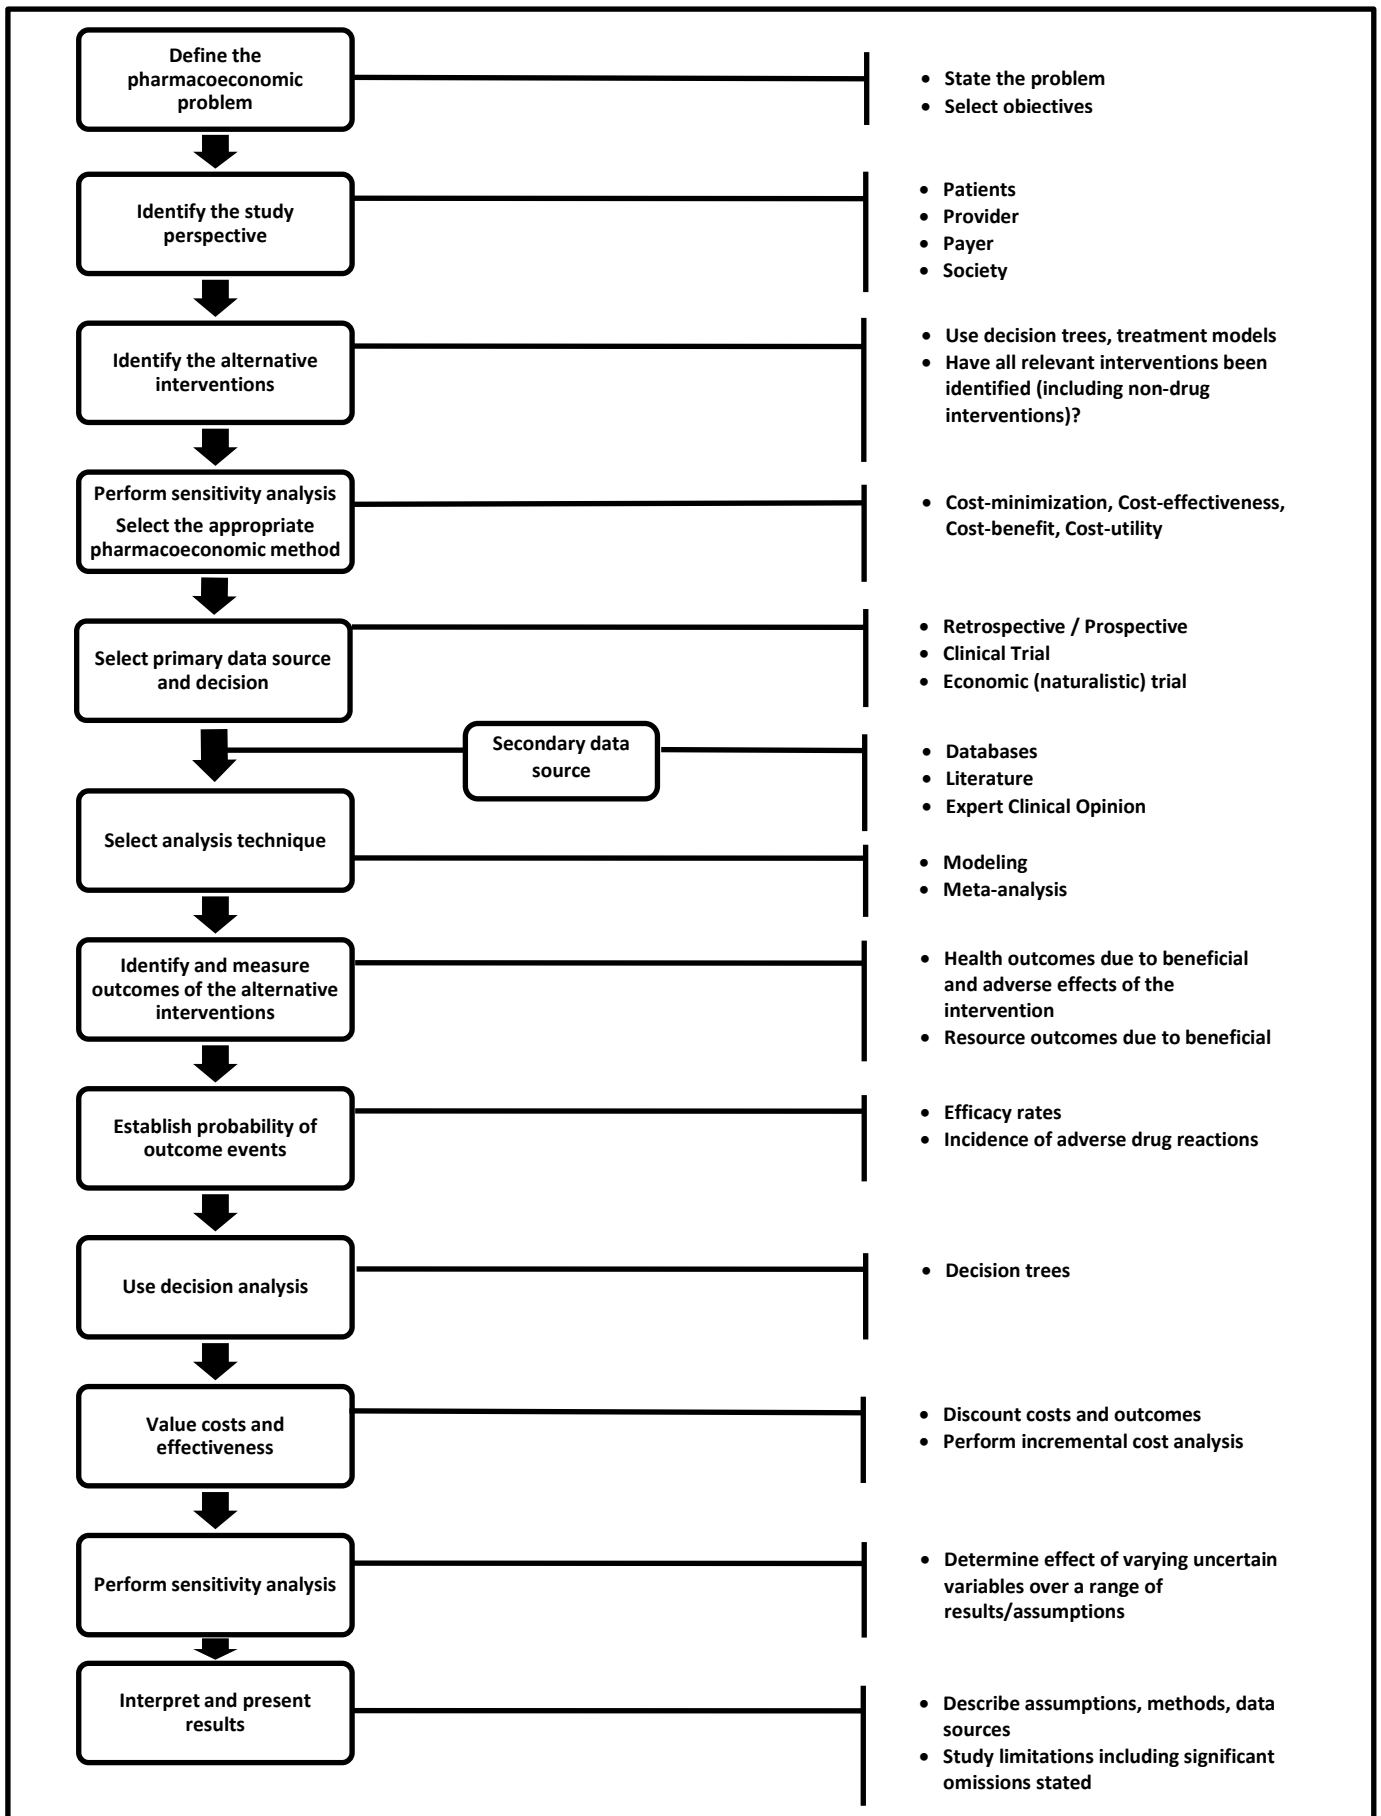 Define the
pharmacoeconomic
problem
• State the problem
• Select objectives
Identify the study
perspective
• Patients
• Provider
• Payer
• Society
Identify the alternative
interventions
• Use decision trees, treatment models
• Have all relevant interventions been
identified (including non-drug
interventions)?
Perform sensitivity analysis
Select the appropriate
pharmacoeconomic method
• Cost-minimization, Cost-effectiveness,
Cost-benefit, Cost-utility
Select primary data source
and decision
• Retrospective / Prospective
• Clinical Trial
• Economic (naturalistic) trial
Secondary data
source
• Databases
• Literature
• Expert Clinical Opinion
Select analysis technique
• Modeling
• Meta-analysis
Identify and measure
outcomes of the alternative
interventions
• Health outcomes due to beneficial
and adverse effects of the
intervention
• Resource outcomes due to beneficial
Establish probability of
outcome events
• Efficacy rates
• Incidence of adverse drug reactions
Use decision analysis
• Decision trees
Value costs and
effectiveness
• Discount costs and outcomes
• Perform incremental cost analysis
Perform sensitivity analysis
• Determine effect of varying uncertain
variables over a range of
results/assumptions
Interpret and present
results
• Describe assumptions, methods, data
sources
• Study limitations including significant
omissions stated